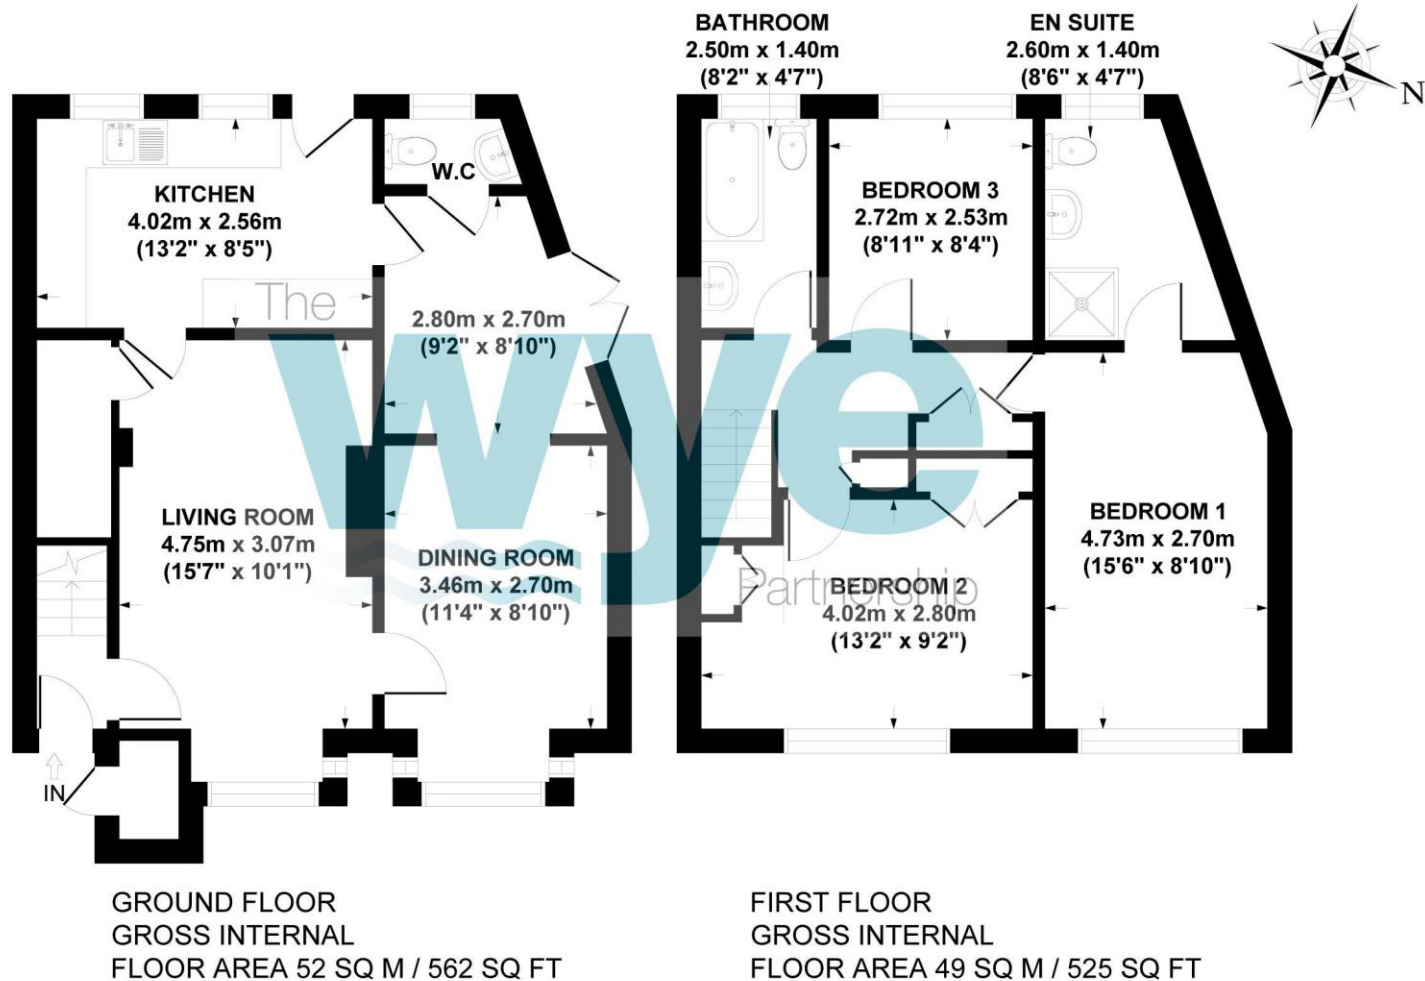 BATHROOM
2.50m x 1.40m
(8'2" x 4'7")
EN SUITE
2.60m x 1.40m
(8'6" x 4'7")
N
W.C
KITCHEN
4.02m x 2.56m
(13'2" x 8'5")
BEDROOM 3
2.72m x 2.53m
(8'11" x 8'4")
The
wye
Partnership
2.80m x 2.70m
(9'2" x 8'10")
LIVING ROOM
4.75m x 3.07m
(15'7" x 10'1")
DINING ROOM
3.46m x 2.70m
(11'4" x 8'10")
BEDROOM 2
4.02m x 2.80m
(13'2" x 9'2")
BEDROOM 1
4.73m x 2.70m
(15'6" x 8'10")
IN
GROUND FLOOR
GROSS INTERNAL
FLOOR AREA 52 SQ M / 562 SQ FT
FIRST FLOOR
GROSS INTERNAL
FLOOR AREA 49 SQ M / 525 SQ FT